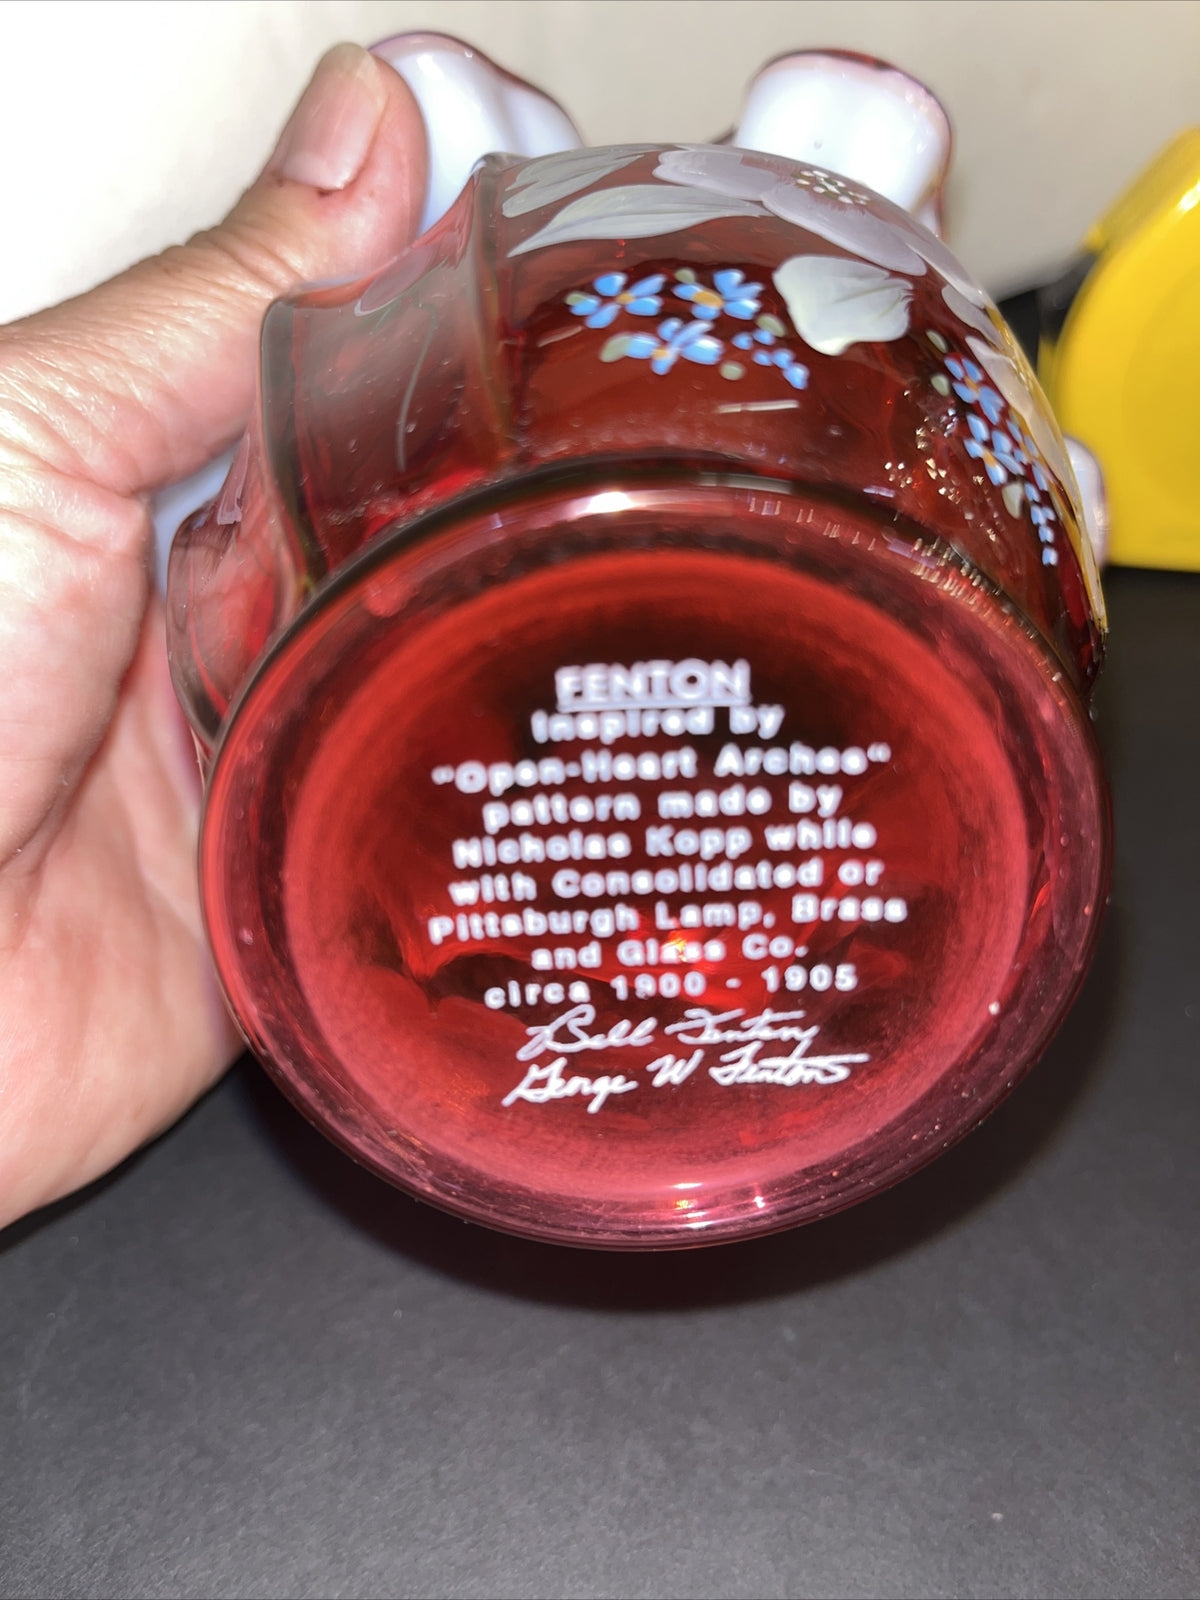 FENTON
Inspired by
"Open-Heart Arches"
pattern made by
Nicholas Kopp while
with Consolidated or
Pittsburgh Lamp, Brass
and Glass Co.
circa 1900 - 1905
Bill Fenton
George W Fenton